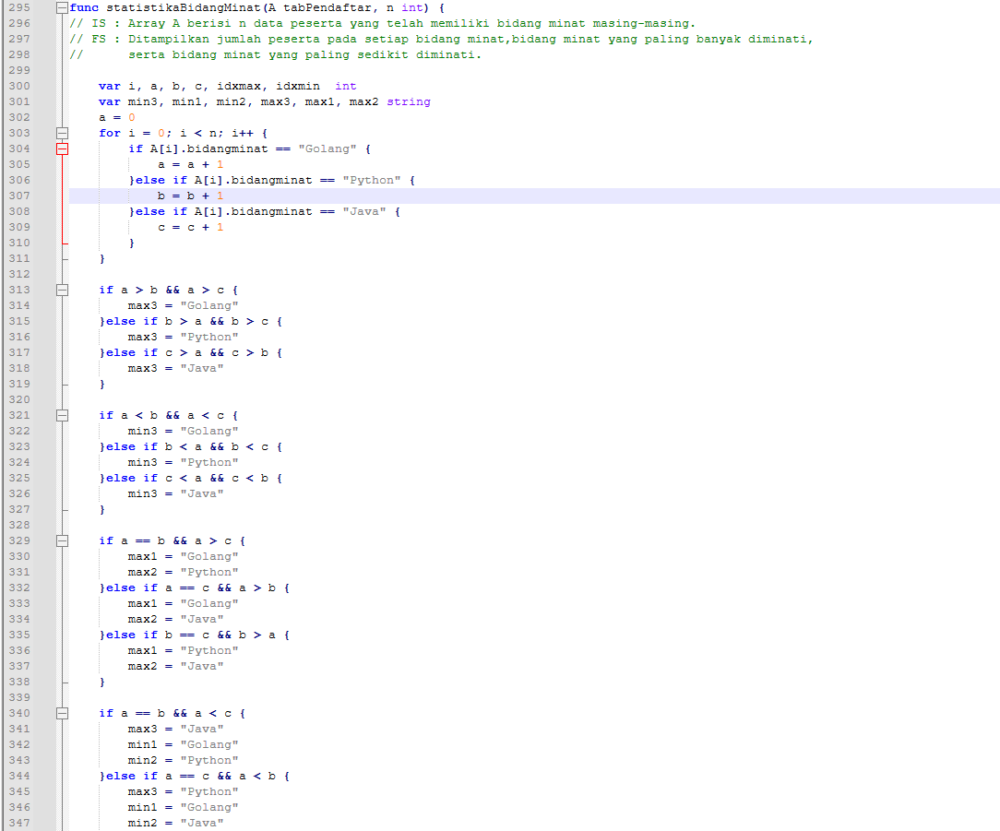 295 func statistikaBidangMinat(A tabPendaftar, n int) {
296 // IS : Array A berisi n data peserta yang telah memiliki bidang minat masing-masing.
297 // FS : Ditampilkan jumlah peserta pada setiap bidang minat,bidang minat yang paling banyak diminati,
298 //      serta bidang minat yang paling sedikit diminati.
299
300     var i, a, b, c, idxmax, idxmin  int
301     var min3, min1, min2, max3, max1, max2 string
302     a = 0
303     for i = 0; i < n; i++ {
304         if A[i].bidangminat == "Golang" {
305             a = a + 1
306         }else if A[i].bidangminat == "Python" {
307             b = b + 1
308         }else if A[i].bidangminat == "Java" {
309             c = c + 1
310         }
311     }
312
313     if a > b && a > c {
314         max3 = "Golang"
315     }else if b > a && b > c {
316         max3 = "Python"
317     }else if c > a && c > b {
318         max3 = "Java"
319     }
320
321     if a < b && a < c {
322         min3 = "Golang"
323     }else if b < a && b < c {
324         min3 = "Python"
325     }else if c < a && c < b {
326         min3 = "Java"
327     }
328
329     if a == b && a > c {
330         max1 = "Golang"
331         max2 = "Python"
332     }else if a == c && a > b {
333         max1 = "Golang"
334         max2 = "Java"
335     }else if b == c && b > a {
336         max1 = "Python"
337         max2 = "Java"
338     }
339
340     if a == b && a < c {
341         max3 = "Java"
342         min1 = "Golang"
343         min2 = "Python"
344     }else if a == c && a < b {
345         max3 = "Python"
346         min1 = "Golang"
347         min2 = "Java"